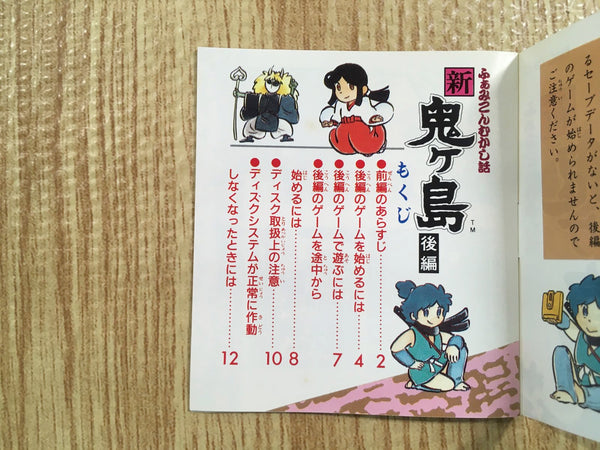 るセーブデータがないと、後編
のゲームが始められませんので
ご注意ください。
ふぁみこんむかし話
新
鬼ヶ島
TM
後編
もくじ
●前編のあらすじ……2
●後編のゲームを始めるには……4
●後編のゲームで遊ぶには……7
●後編のゲームを途中から
始めるには……8
●ディスク取扱上の注意……10
●ディスクシステムが正常に作動
しなくなったときには……12